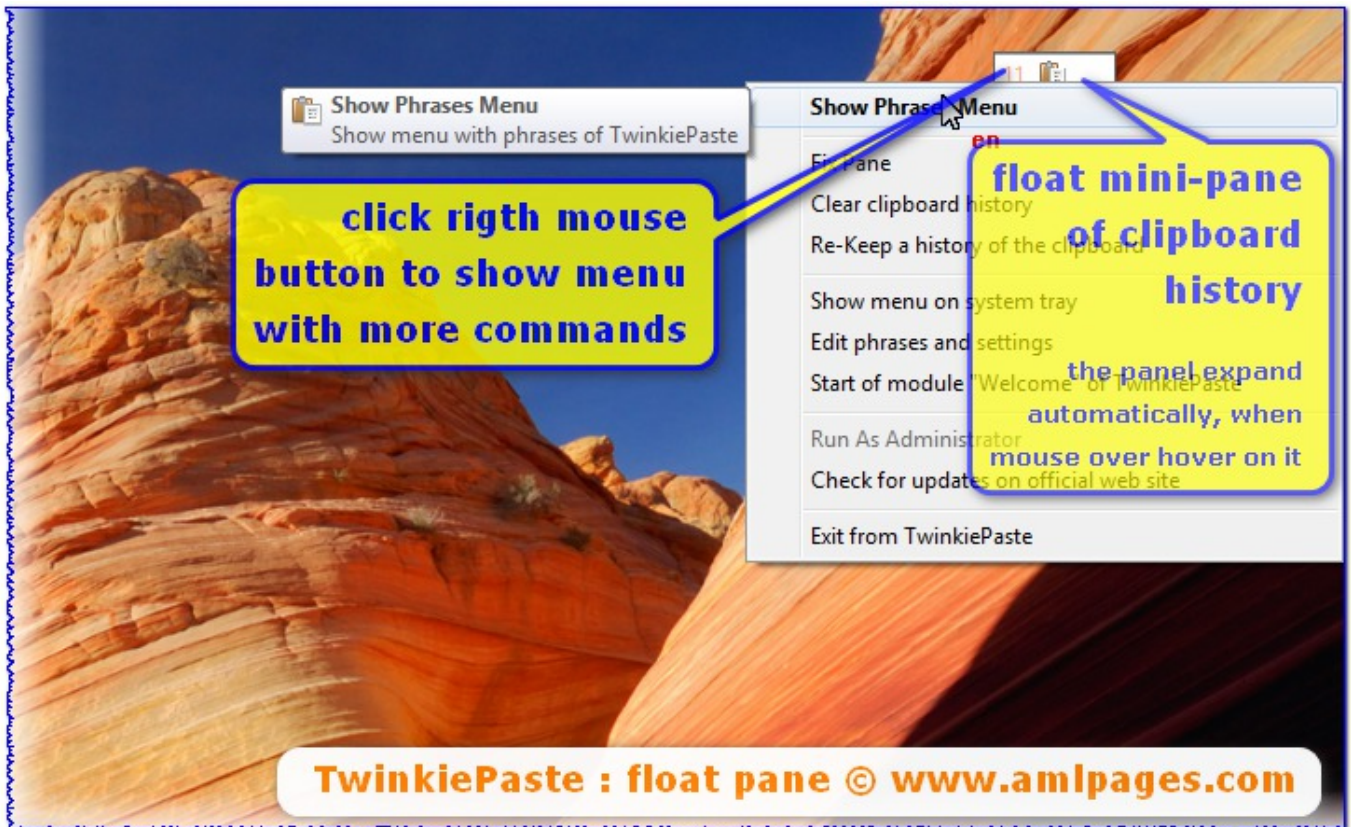 11
Show Phrases Menu
Show menu with phrases of TwinkiePaste
Show Phrases Menu
en
Fix Pane
Clear clipboard history
Re-Keep a history of the clipboard
Show menu on system tray
Edit phrases and settings
Start of module "Welcome" of TwinkiePaste
Run As Administrator
Check for updates on official web site
Exit from TwinkiePaste
click rigth mouse
button to show menu
with more commands
float mini-pane
of clipboard
history
the panel expand
automatically, when
mouse over hover on it
TwinkiePaste : float pane © www.amlpages.com